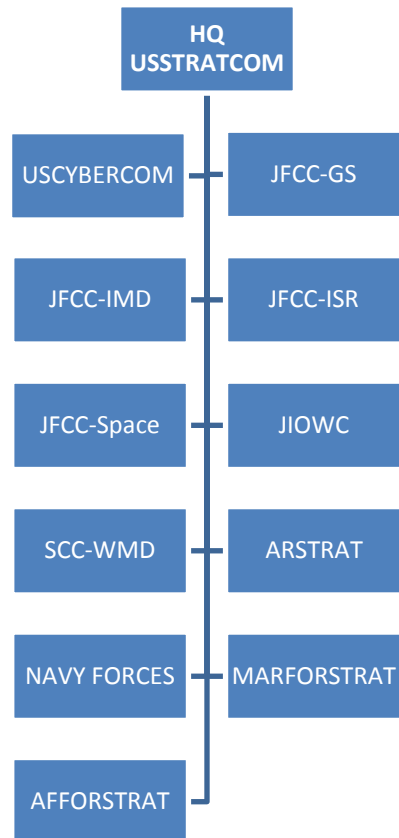 HQ
USSTRATCOM
USCYBERCOM
JFCC-GS
JFCC-IMD
JFCC-ISR
JFCC-Space
JIOWC
SCC-WMD
ARSTRAT
NAVY FORCES
MARFORSTRAT
AFFORSTRAT